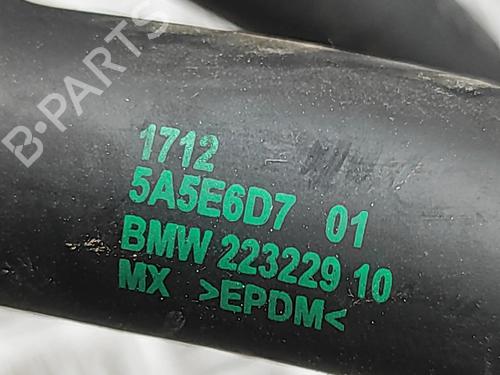 B-PARTS
1712
5A5E6D7 01
BMW 223229 10
MX >EPDM<